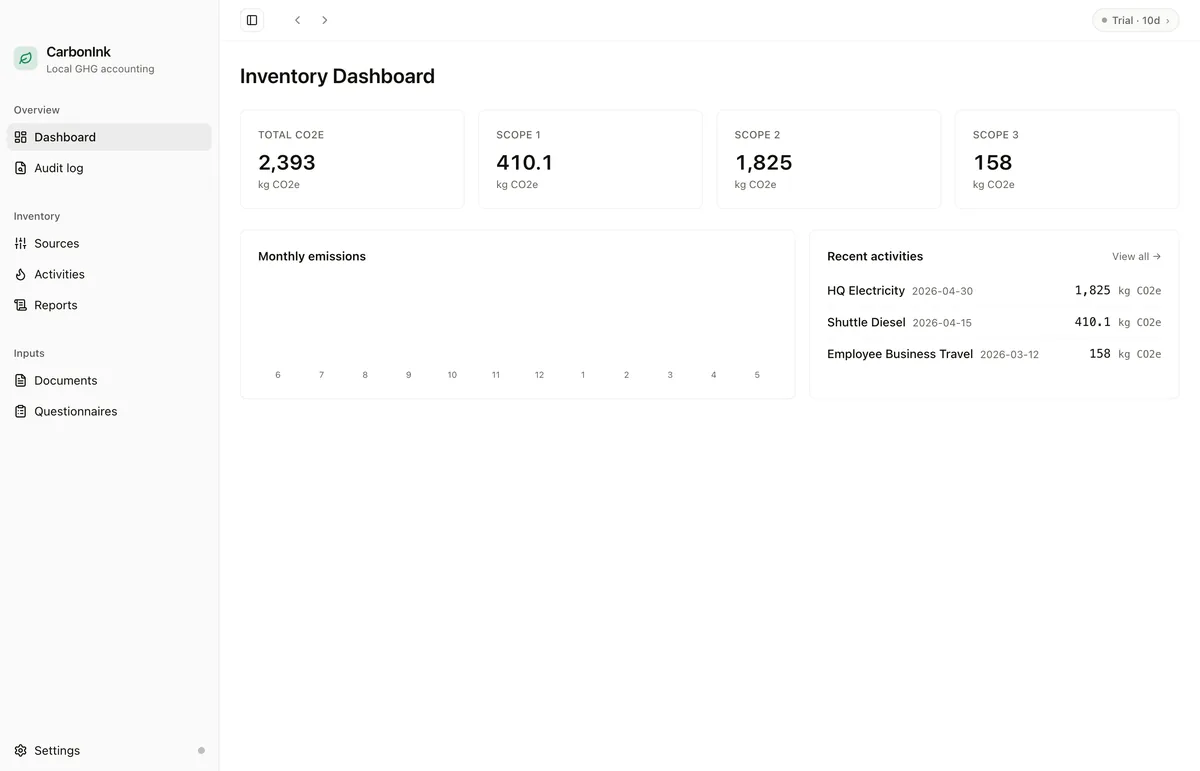 CarbonInk
Local GHG accounting
Overview
Dashboard
Audit log
Inventory
Sources
Activities
Reports
Inputs
Documents
Questionnaires
Settings
Trial · 10d ›
Inventory Dashboard
TOTAL CO2E
2,393
kg CO2e
SCOPE 1
410.1
kg CO2e
SCOPE 2
1,825
kg CO2e
SCOPE 3
158
kg CO2e
Monthly emissions
6 7 8 9 10 11 12 1 2 3 4 5
Recent activities View all →
HQ Electricity 2026-04-30 1,825 kg CO2e
Shuttle Diesel 2026-04-15 410.1 kg CO2e
Employee Business Travel 2026-03-12 158 kg CO2e